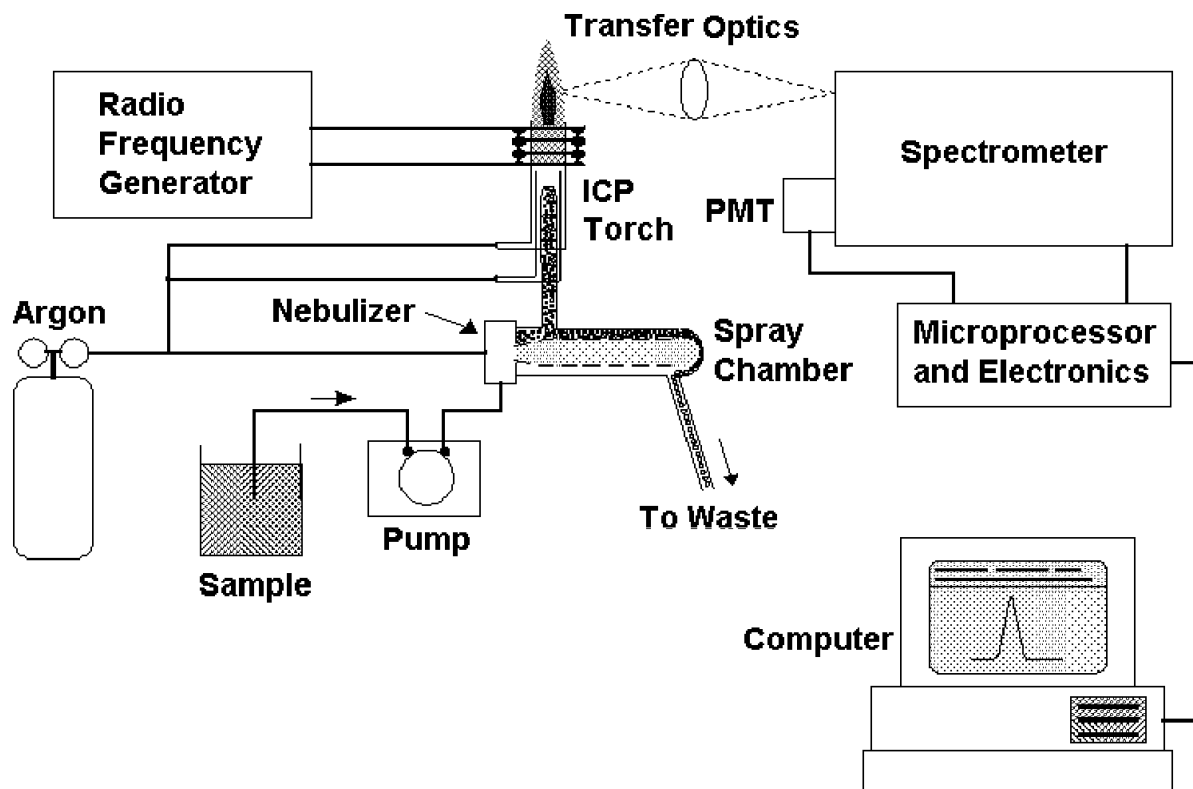 Transfer Optics
Radio
Frequency
Generator
Spectrometer
ICP
Torch
PMT
Argon
Nebulizer
Spray
Chamber
Microprocessor
and Electronics
Pump
To Waste
Sample
Computer